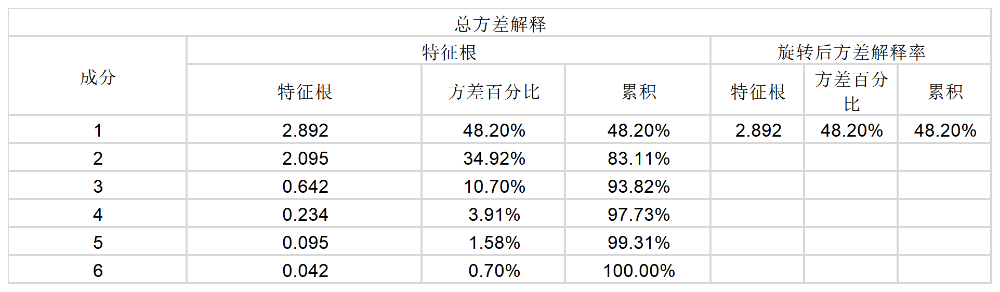 总方差解释
成分 特征根 旋转后方差解释率
特征根 方差百分比 累积 特征根 方差百分
比 累积
1 2.892 48.20% 48.20% 2.892 48.20% 48.20%
2 2.095 34.92% 83.11%
3 0.642 10.70% 93.82%
4 0.234 3.91% 97.73%
5 0.095 1.58% 99.31%
6 0.042 0.70% 100.00%